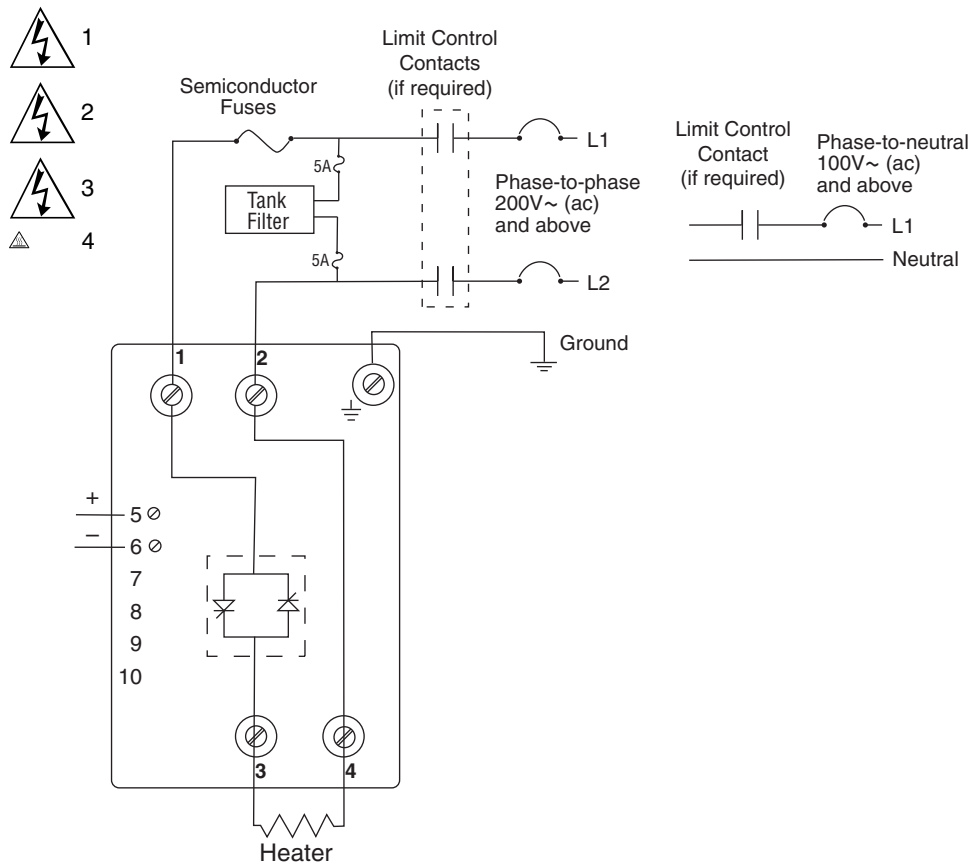 1
2
3
4
Limit Control
Contacts
(if required)
Semiconductor
Fuses
L1
5A
Tank
Filter
5A
Phase-to-phase
200V~ (ac)
and above
L2
Limit Control
Contact
(if required)
Phase-to-neutral
100V~ (ac)
and above
L1
Neutral
Ground
1
2
+
5
–
6
7
8
9
10
3
4
Heater